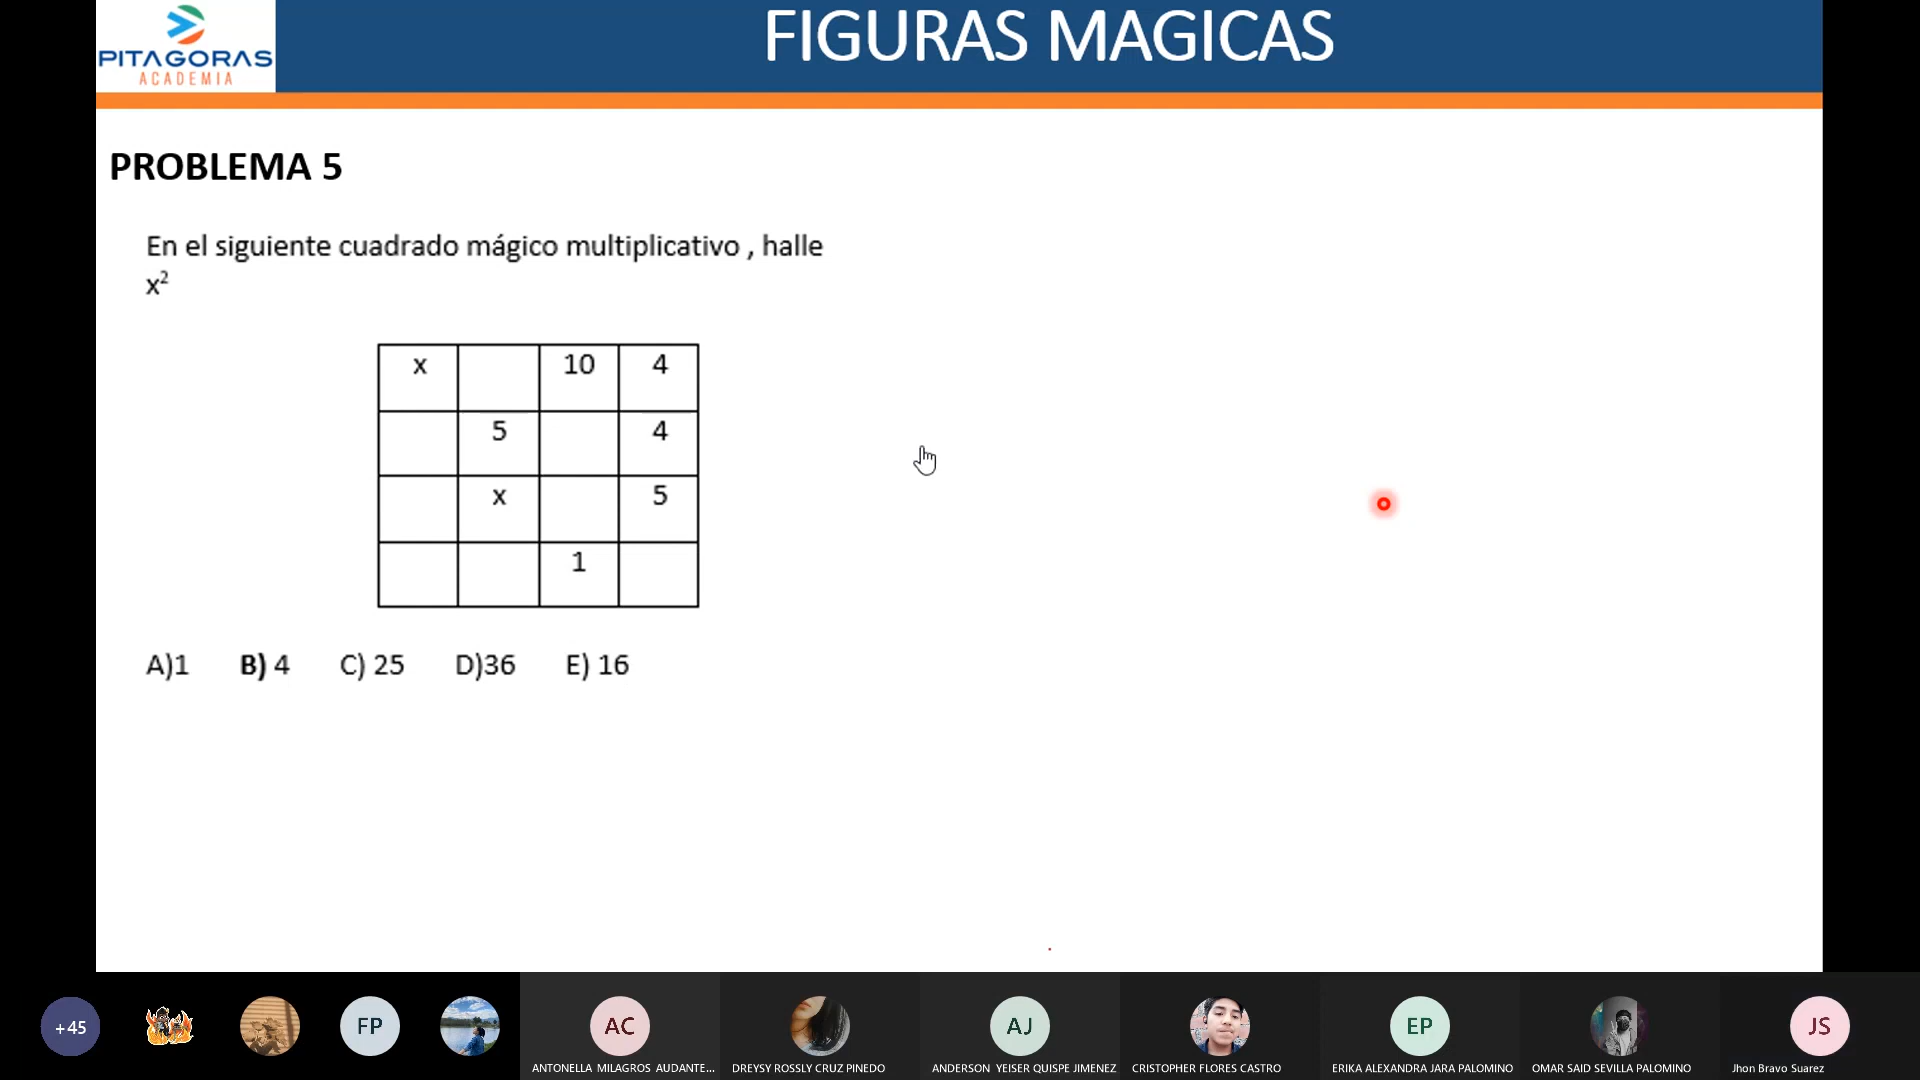 PITAGORAS
ACADEMIA
FIGURAS MAGICAS
PROBLEMA 5
En el siguiente cuadrado mágico multiplicativo , halle
x²
x 10 4
5 4
x 5
1
A)1 B) 4 C) 25 D)36 E) 16
+45 FP AC AJ EP JS
ANTONELLA MILAGROS AUDANTE... DREYSY ROSSLY CRUZ PINEDO ANDERSON YEISER QUISPE JIMENEZ CRISTOPHER FLORES CASTRO ERIKA ALEXANDRA JARA PALOMINO OMAR SAID SEVILLA PALOMINO Jhon Bravo Suarez